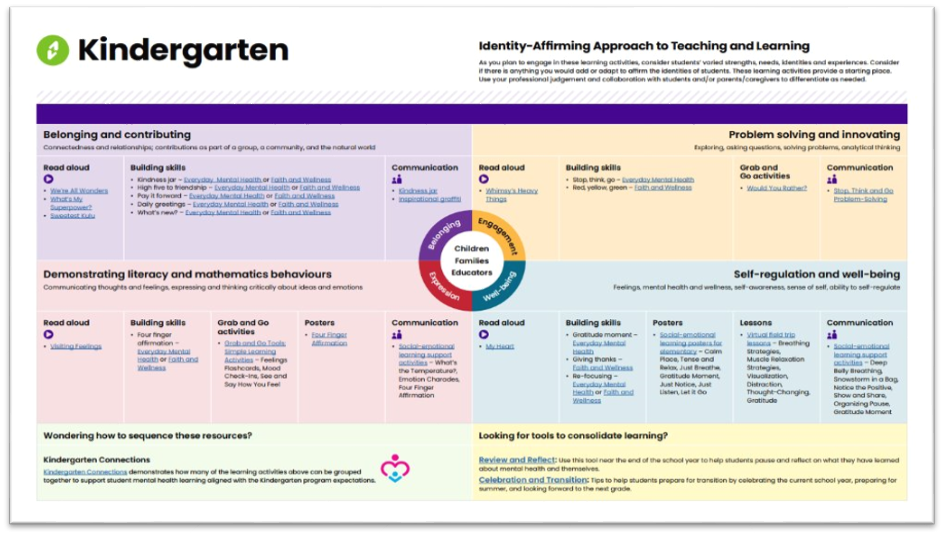 Kindergarten
Identity-Affirming Approach to Teaching and Learning
As you plan to engage in these learning activities, consider students' varied strengths, needs, identities and experiences. Consider
if there is anything you would add or adapt to affirm the identities of students. These learning activities provide a starting place.
Use your professional judgement and collaboration with students and/or parents/caregivers to differentiate as needed.
Belonging and contributing
Connectedness and relationships; contributions as part of a group, a community, and the natural world
Read aloud
• We're All Wonders
• What's My
Superpower?
• Sweetest Kulu
Building skills
• Kindness jar – Everyday Mental Health or Faith and Wellness
• High five to friendship – Everyday Mental Health or Faith and Wellness
• Pay it forward – Everyday Mental Health or Faith and Wellness
• Daily greetings – Everyday Mental Health or Faith and Wellness
• What's new? – Everyday Mental Health or Faith and Wellness
Communication
• Kindness jar
• Inspirational graffiti
Problem solving and innovating
Exploring, asking questions, solving problems, analytical thinking
Read aloud
• Whimsy's Heavy
Things
Building skills
• Stop, think, go – Everyday Mental Health
• Red, yellow, green – Faith and Wellness
Grab and
Go activities
• Would You Rather?
Communication
• Stop, Think and Go
Problem-Solving
Belonging
Engagement
Expression
Well-being
Children
Families
Educators
Demonstrating literacy and mathematics behaviours
Communicating thoughts and feelings, expressing and thinking critically about ideas and emotions
Read aloud
• Visiting Feelings
Building skills
• Four finger
affirmation –
Everyday Mental
Health or Faith and
Wellness
Grab and Go
activities
• Grab and Go Tools:
Simple Learning
Activities – Feelings
Flashcards, Mood
Check-ins, See and
Say How You Feel
Posters
• Four Finger
Affirmation
Communication
• Social-emotional
learning support
activities – What's
the Temperature?,
Emotion Charades,
Four Finger
Affirmation
Self-regulation and well-being
Feelings, mental health and wellness, self-awareness, sense of self, ability to self-regulate
Read aloud
• My Heart
Building skills
• Gratitude moment –
Everyday Mental
Health
• Giving thanks –
Faith and Wellness
• Re-focusing –
Everyday Mental
Health or Faith and
Wellness
Posters
• Social-emotional
learning posters for
elementary – Calm
Place, Tense and
Relax, Just Breathe,
Gratitude Moment,
Just Notice, Just
Listen, Let it Go
Lessons
• Virtual field trip
lessons – Breathing
Strategies,
Muscle Relaxation
Strategies,
Visualization,
Distraction,
Thought-Changing,
Gratitude
Communication
• Social-emotional
learning support
activities – Deep
Belly Breathing,
Snowstorm in a Bag,
Notice the Positive,
Show and Share,
Organizing Pause,
Gratitude Moment
Wondering how to sequence these resources?
Kindergarten Connections
Kindergarten Connections demonstrates how many of the learning activities above can be grouped
together to support student mental health learning aligned with the Kindergarten program expectations.
Looking for tools to consolidate learning?
Review and Reflect: Use this tool near the end of the school year to help students pause and reflect on what they have learned
about mental health and themselves.
Celebration and Transition: Tips to help students prepare for transition by celebrating the current school year, preparing for
summer, and looking forward to the next grade.